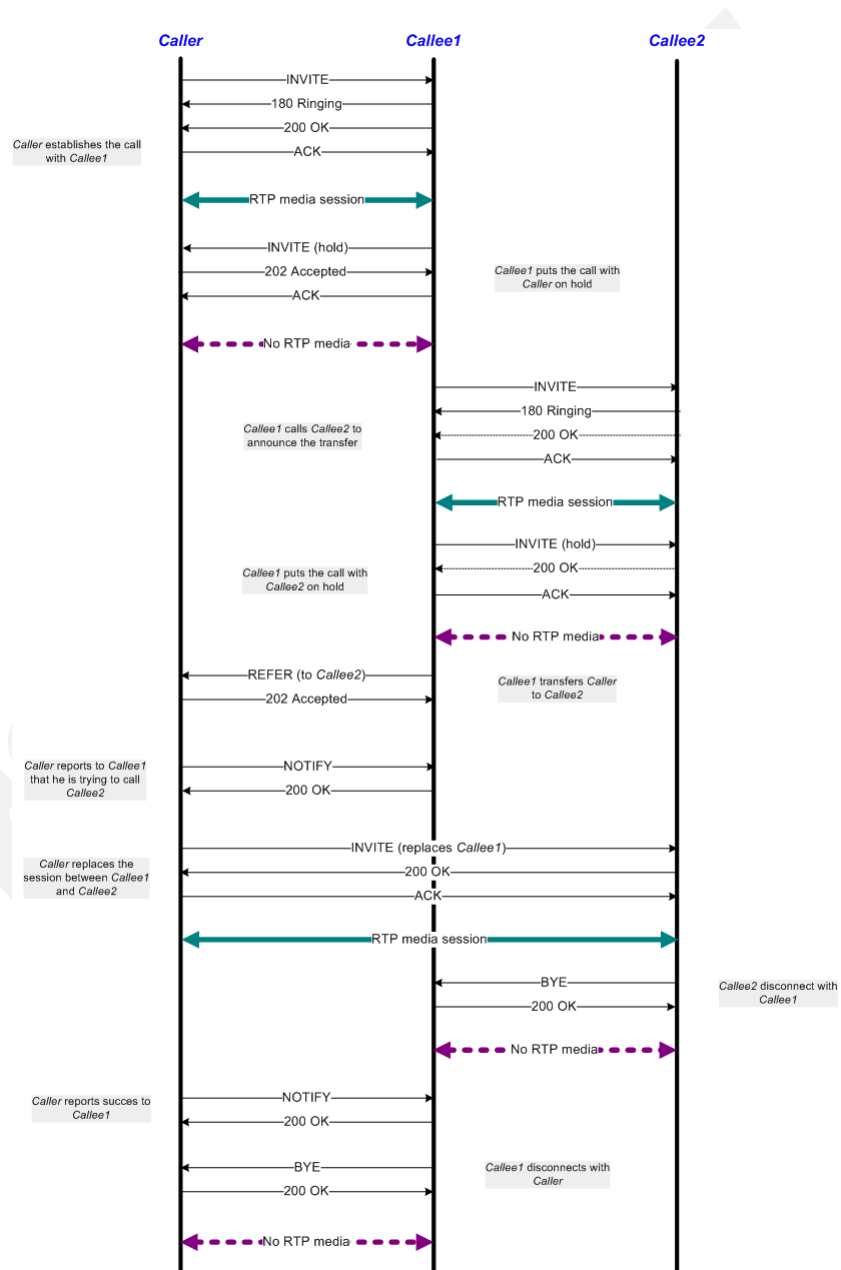 Caller Callee1 Callee2
INVITE
180 Ringing
200 OK
Caller establishes the call
with Callee1
ACK
RTP media session
INVITE (hold)
202 Accepted
Callee1 puts the call with
Caller on hold
ACK
No RTP media
INVITE
180 Ringing
Callee1 calls Callee2 to
announce the transfer
200 OK
ACK
RTP media session
INVITE (hold)
200 OK
Callee1 puts the call with
Callee2 on hold
ACK
No RTP media
REFER (to Callee2)
Callee1 transfers Caller
to Callee2
202 Accepted
Caller reports to Callee1
that he is trying to call
Callee2
NOTIFY
200 OK
INVITE (replaces Callee1)
Caller replaces the
session between Callee1
and Callee2
200 OK
ACK
RTP media session
BYE
Callee2 disconnect with
Callee1
200 OK
No RTP media
NOTIFY
Caller reports succes to
Callee1
200 OK
BYE
Callee1 disconnects with
Caller
200 OK
No RTP media